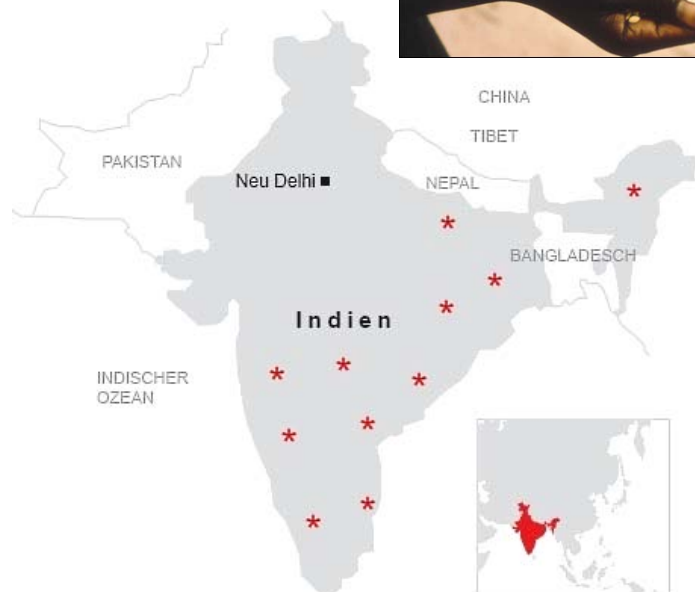 CHINA
TIBET
PAKISTAN
Neu Delhi
NEPAL
BANGLADESCH
Indien
INDISCHER
OZEAN